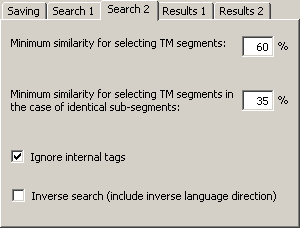 Saving Search 1 Search 2 Results 1 Results 2
Minimum similarity for selecting TM segments: 60 %
Minimum similarity for selecting TM segments in
the case of identical sub-segments: 35 %
Ignore internal tags
Inverse search (include inverse language direction)